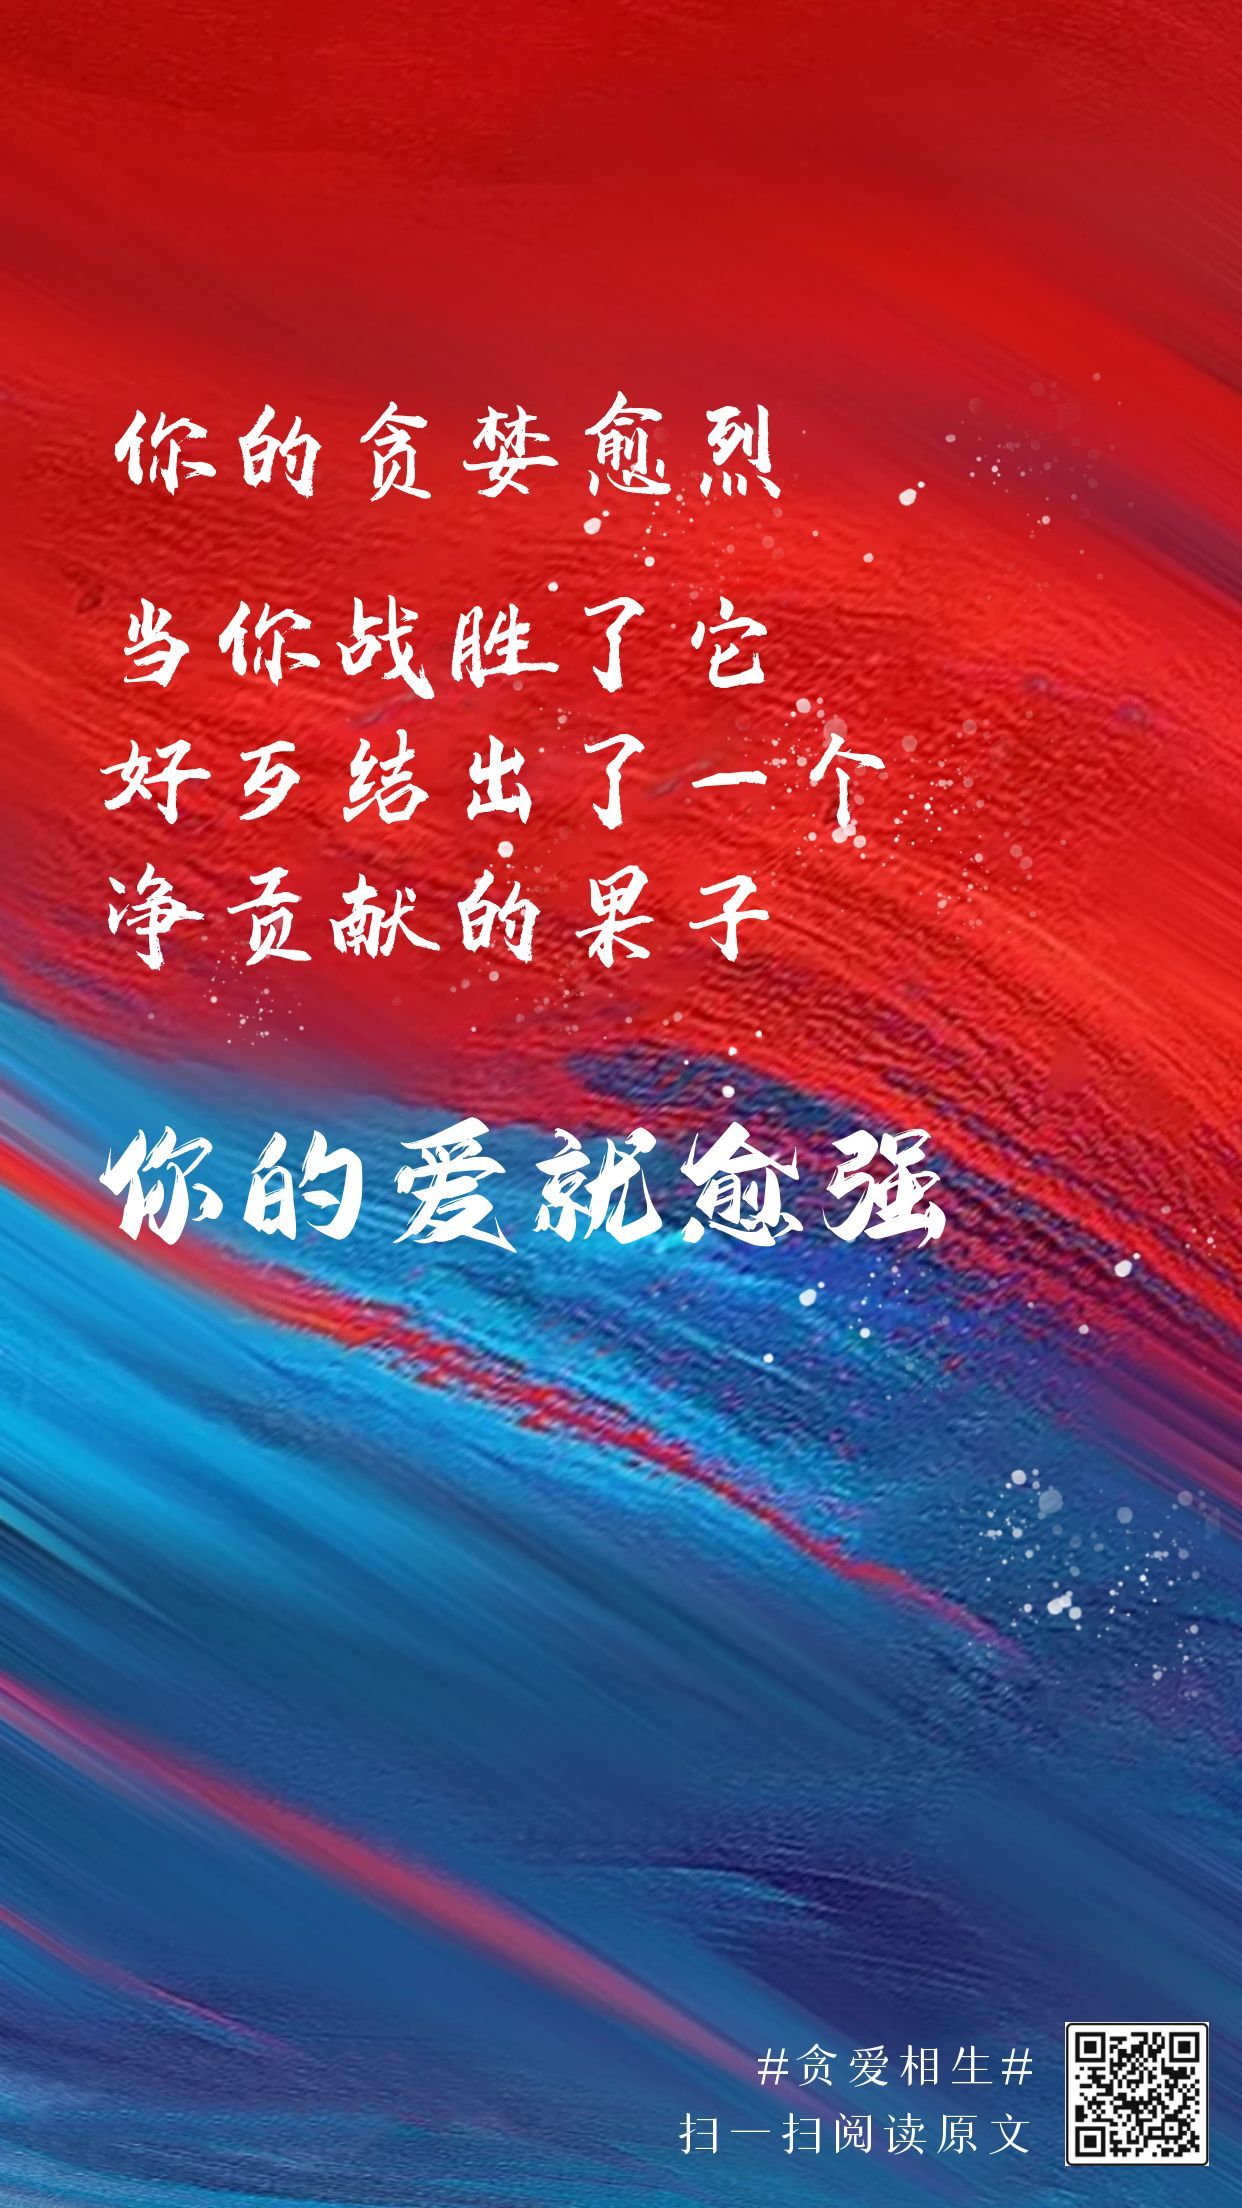 你的贪婪愈烈
当你战胜了它
好歹结出了一个
净贡献的果子
你的爱就愈强
#贪爱相生#
扫一扫阅读原文